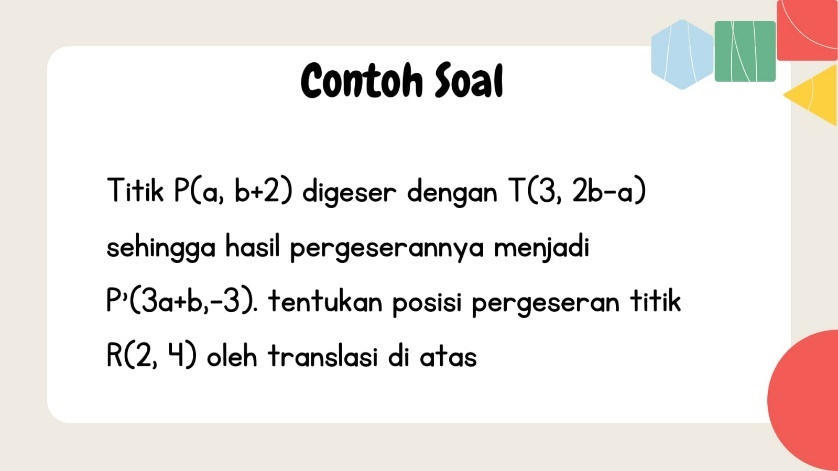 Contoh Soal
Titik P(a, b+2) digeser dengan T(3, 2b-a)
sehingga hasil pergeserannya menjadi
P'(3a+b,-3). tentukan posisi pergeseran titik
R(2, 4) oleh translasi di atas